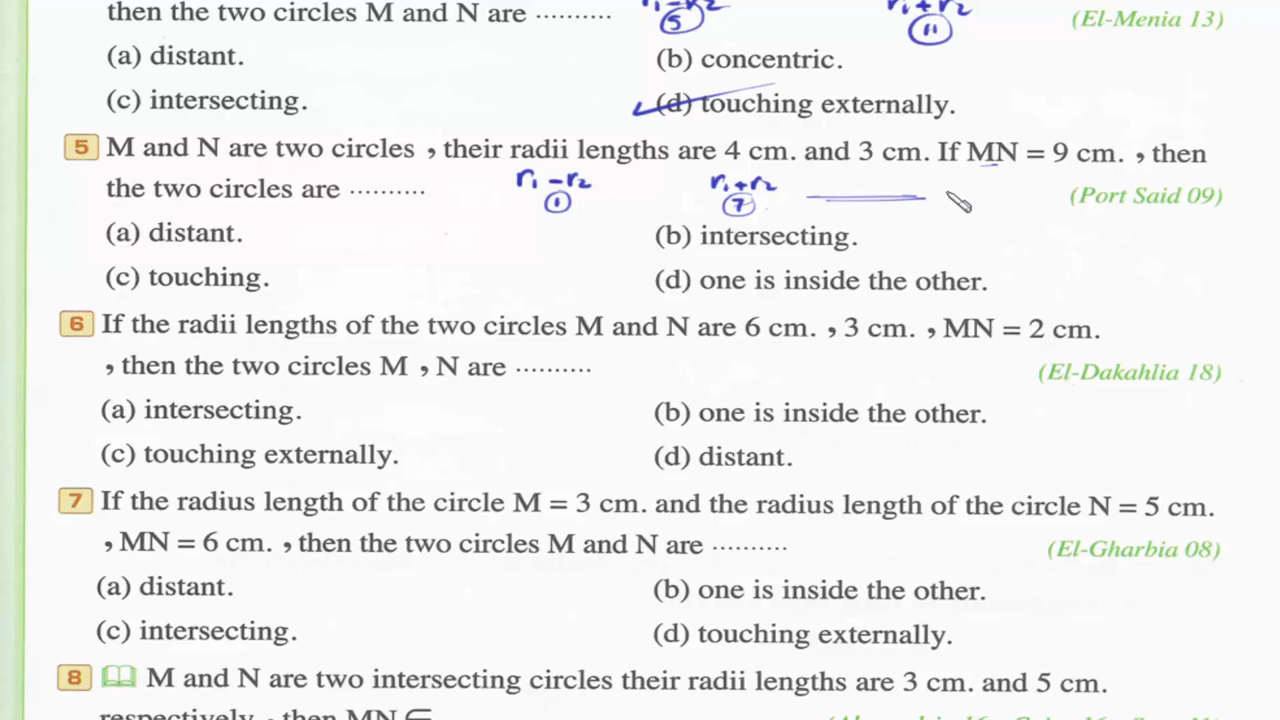 then the two circles M and N are ..........
r₁ - r₂
r₁ + r₂
5
11
(El-Menia 13)
(a) distant.
(b) concentric.
(c) intersecting.
(d) touching externally.
5 M and N are two circles , their radii lengths are 4 cm. and 3 cm. If MN = 9 cm. , then
the two circles are ..........
r₁ - r₂
r₁ + r₂
1
7
(Port Said 09)
(a) distant.
(b) intersecting.
(c) touching.
(d) one is inside the other.
6 If the radii lengths of the two circles M and N are 6 cm. , 3 cm. , MN = 2 cm.
, then the two circles M , N are ..........
(El-Dakahlia 18)
(a) intersecting.
(b) one is inside the other.
(c) touching externally.
(d) distant.
7 If the radius length of the circle M = 3 cm. and the radius length of the circle N = 5 cm.
, MN = 6 cm. , then the two circles M and N are ..........
(El-Gharbia 08)
(a) distant.
(b) one is inside the other.
(c) intersecting.
(d) touching externally.
8 M and N are two intersecting circles their radii lengths are 3 cm. and 5 cm.
respectively , then MN ∈